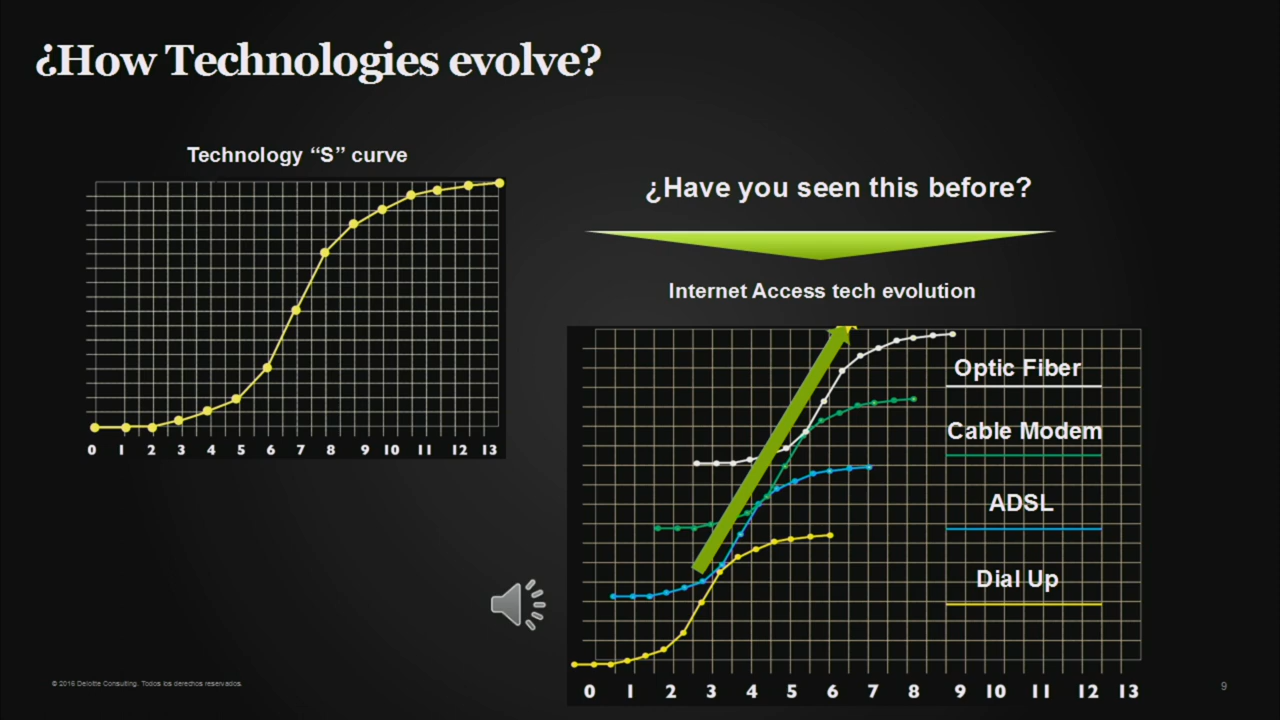 ¿How Technologies evolve?
Technology “S” curve
0 1 2 3 4 5 6 7 8 9 10 11 12 13
¿Have you seen this before?
Internet Access tech evolution
Optic Fiber
Cable Modem
ADSL
Dial Up
0 1 2 3 4 5 6 7 8 9 10 11 12 13
© 2016 Deloitte Consulting. Todos los derechos reservados.
9